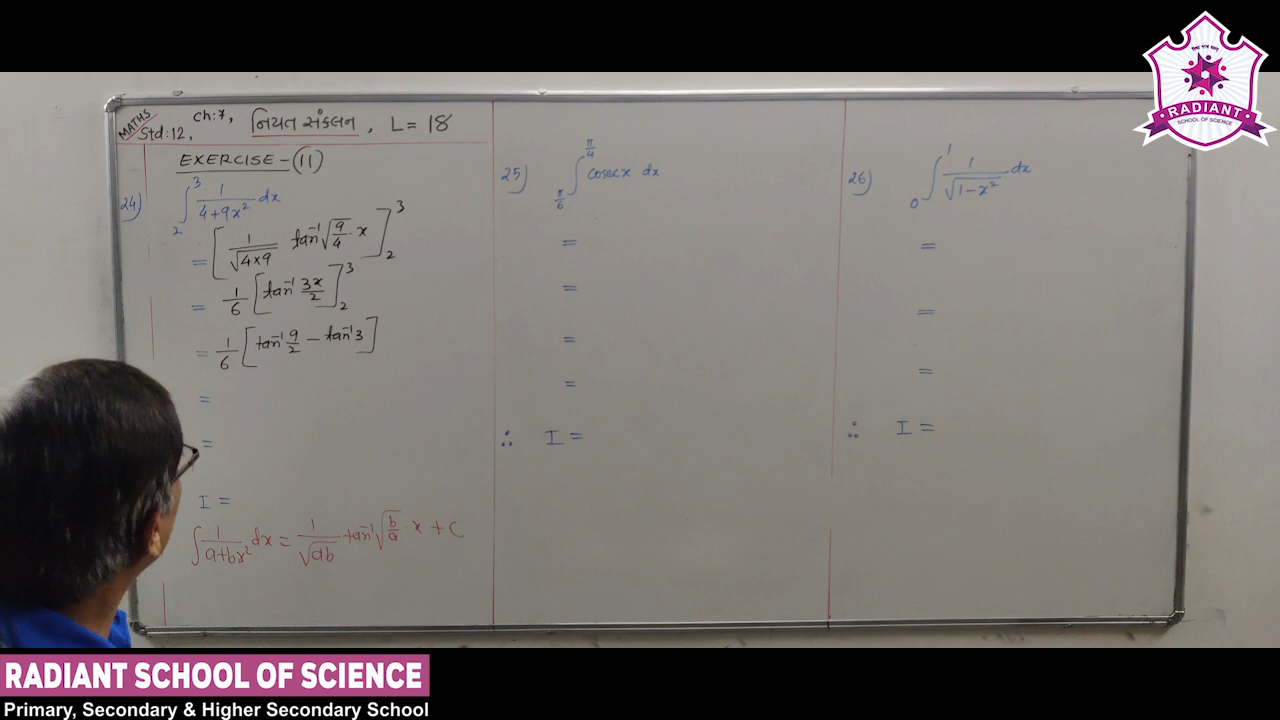 MATHS
Std:12, ch:7, નિયત સંકલન, L = 18
EXERCISE-(11)
24) ∫₂³ 1/(4+9x²) dx
= [ 1/√(4×9) tan⁻¹ √(9/4) · x ]₂³
= 1/6 [ tan⁻¹ 3x/2 ]₂³
= 1/6 [ tan⁻¹ 9/2 − tan⁻¹ 3 ]
=
=
I =
∫ 1/(a+bx²) dx = 1/√(ab) tan⁻¹ √(b/a) · x + C
25) ∫_{π/6}^{π/4} cosec x dx
=
=
=
=
∴ I =
26) ∫₀¹ 1/√(1−x²) dx
=
=
=
∴ I =
RADIANT
SCHOOL OF SCIENCE
RADIANT SCHOOL OF SCIENCE
Primary, Secondary & Higher Secondary School